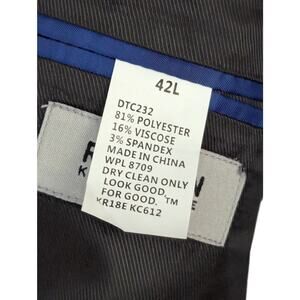 42L
DTC232
81% POLYESTER
16% VISCOSE
3% SPANDEX
MADE IN CHINA
WPL 8709
DRY CLEAN ONLY
LOOK GOOD.™
FOR GOOD.
KR18E KC612